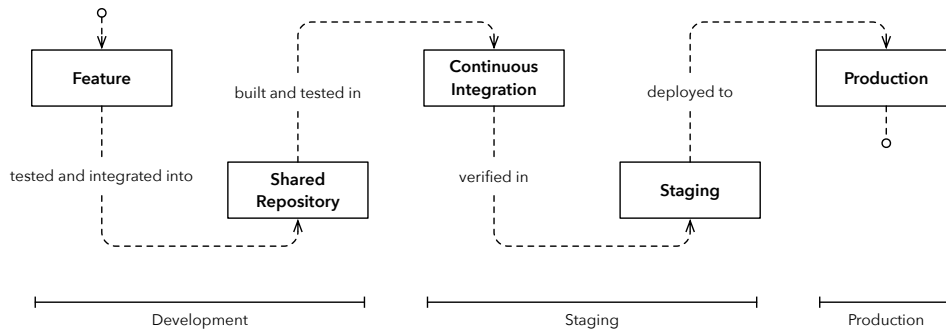 Feature
tested and integrated into
Shared
Repository
built and tested in
Continuous
Integration
verified in
Staging
deployed to
Production
Development
Staging
Production